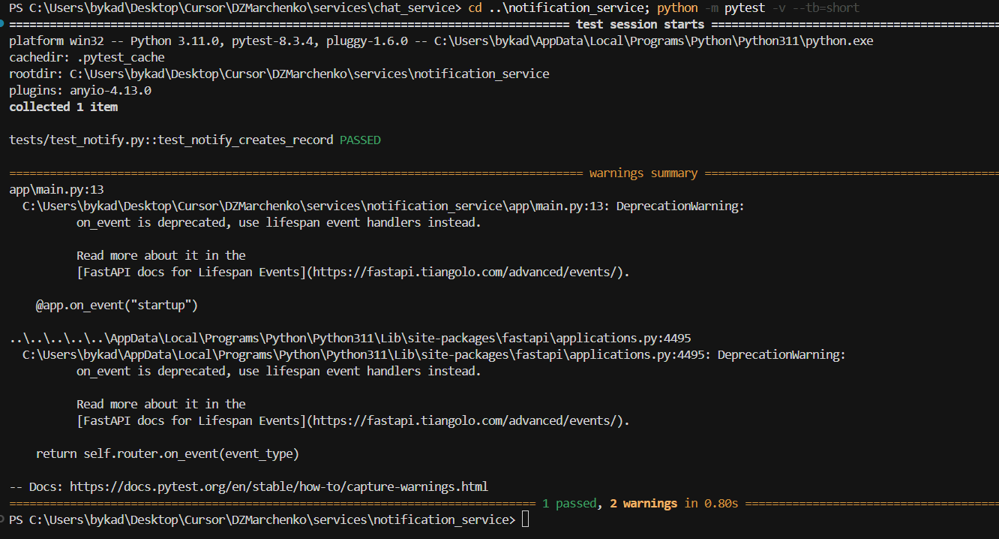 PS C:\Users\bykad\Desktop\Cursor\DZMarchenko\services\chat_service> cd ..\notification_service; python -m pytest -v --tb=short
============================== test session starts ==============================
platform win32 -- Python 3.11.0, pytest-8.3.4, pluggy-1.6.0 -- C:\Users\bykad\AppData\Local\Programs\Python\Python311\python.exe
cachedir: .pytest_cache
rootdir: C:\Users\bykad\Desktop\Cursor\DZMarchenko\services\notification_service
plugins: anyio-4.13.0
collected 1 item
tests/test_notify.py::test_notify_creates_record PASSED
============================== warnings summary ==============================
app\main.py:13
C:\Users\bykad\Desktop\Cursor\DZMarchenko\services\notification_service\app\main.py:13: DeprecationWarning:
on_event is deprecated, use lifespan event handlers instead.
Read more about it in the
[FastAPI docs for Lifespan Events](https://fastapi.tiangolo.com/advanced/events/).
@app.on_event("startup")
..\..\..\..\..\AppData\Local\Programs\Python\Python311\Lib\site-packages\fastapi\applications.py:4495
C:\Users\bykad\AppData\Local\Programs\Python\Python311\Lib\site-packages\fastapi\applications.py:4495: DeprecationWarning:
on_event is deprecated, use lifespan event handlers instead.
Read more about it in the
[FastAPI docs for Lifespan Events](https://fastapi.tiangolo.com/advanced/events/).
return self.router.on_event(event_type)
-- Docs: https://docs.pytest.org/en/stable/how-to/capture-warnings.html
============================== 1 passed, 2 warnings in 0.80s ==============================
PS C:\Users\bykad\Desktop\Cursor\DZMarchenko\services\notification_service>